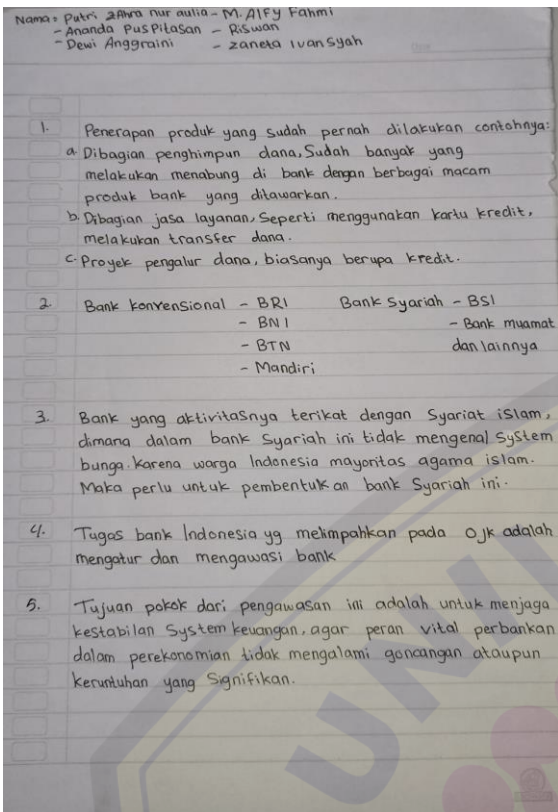 Nama: Putri zahra nur aulia - M. Alfy Fahmi
- Ananda Puspitasari - Riswan
- Dewi Anggraini - Zaneta Ivansyah
1. Penerapan produk yang sudah pernah dilakukan contohnya:
a. Dibagian penghimpun dana, Sudah banyak yang
melakukan menabung di bank dengan berbagai macam
produk bank yang ditawarkan.
b. Dibagian jasa layanan, Seperti menggunakan kartu kredit,
melakukan transfer dana.
c. Proyek pengalur dana, biasanya berupa kredit.
2. Bank konvensional - BRI Bank Syariah - BSI
- BNI - Bank muamat
- BTN dan lainnya
- Mandiri
3. Bank yang aktivitasnya terikat dengan Syariat islam,
dimana dalam bank Syariah ini tidak mengenal System
bunga. Karena warga Indonesia mayoritas agama islam.
Maka perlu untuk pembentukan bank Syariah ini.
4. Tugas bank Indonesia yg melimpahkan pada OJK adalah
mengatur dan mengawasi bank
5. Tujuan pokok dari pengawasan ini adalah untuk menjaga
kestabilan System keuangan, agar peran vital perbankan
dalam perekonomian tidak mengalami goncangan ataupun
keruntuhan yang Signifikan.